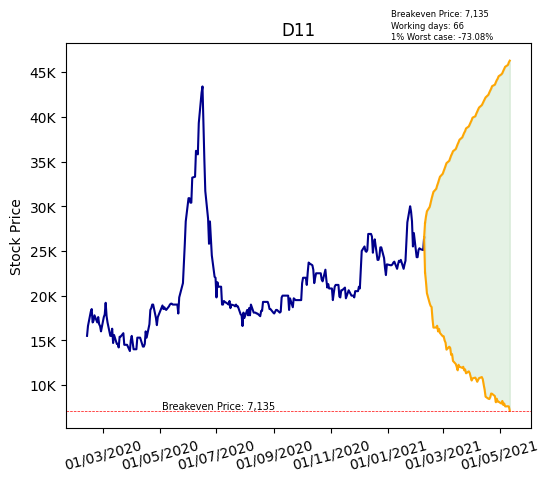 Breakeven Price: 7,135
Working days: 66
1% Worst case: -73.08%
D11
Stock Price
45K
40K
35K
30K
25K
20K
15K
10K
Breakeven Price: 7,135
01/03/2020
01/05/2020
01/07/2020
01/09/2020
01/11/2020
01/01/2021
01/03/2021
01/05/2021